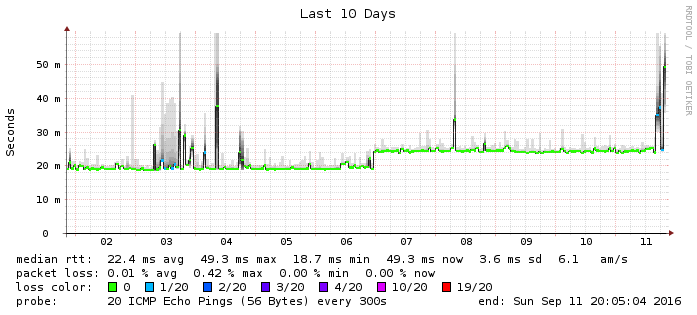 Last 10 Days
RRDTOOL / TOBI OETIKER
Seconds
50 m
40 m
30 m
20 m
10 m
0
02 03 04 05 06 07 08 09 10 11
median rtt: 22.4 ms avg 49.3 ms max 18.7 ms min 49.3 ms now 3.6 ms sd 6.1 am/s
packet loss: 0.01 % avg 0.42 % max 0.00 % min 0.00 % now
loss color: 0 1/20 2/20 3/20 4/20 10/20 19/20
probe: 20 ICMP Echo Pings (56 Bytes) every 300s end: Sun Sep 11 20:05:04 2016